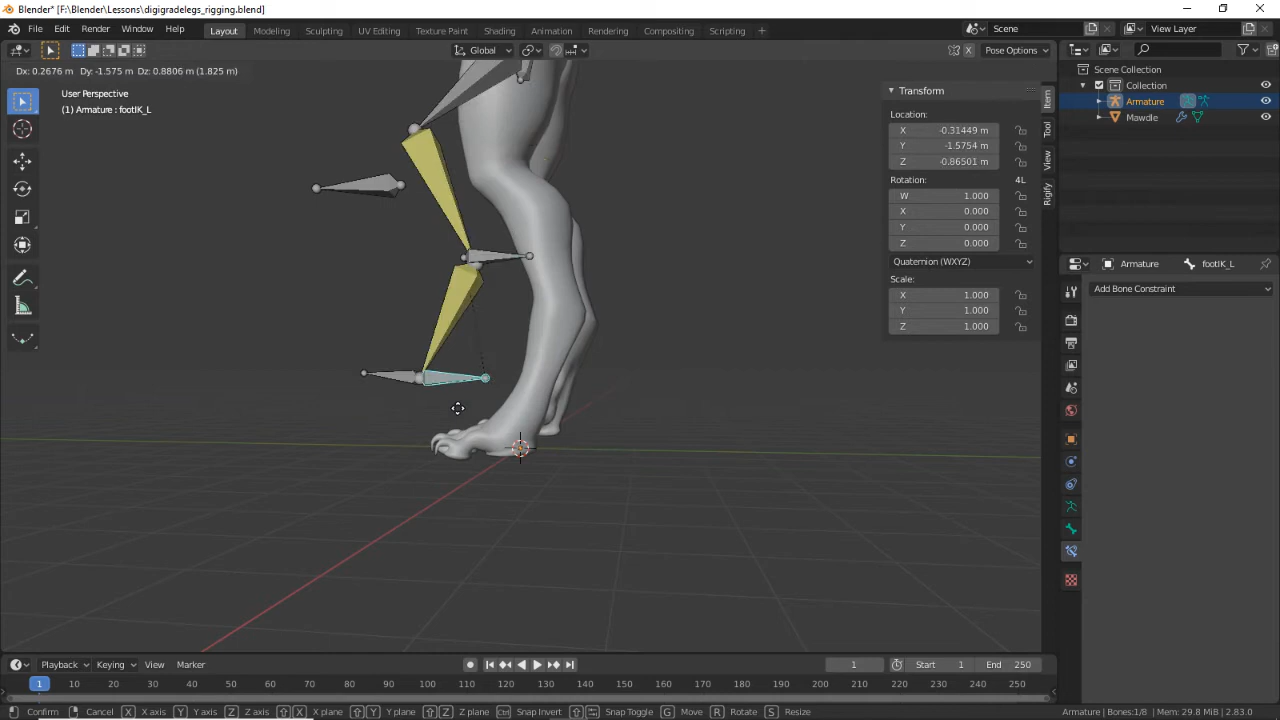 Blender* [F:\Blender\Lessons\digigradelegs_rigging.blend]
File Edit Render Window Help Layout Modeling Sculpting UV Editing Texture Paint Shading Animation Rendering Compositing Scripting Scene View Layer
Global Pose Options
Dx: 0.2676 m Dy: -1.575 m Dz: 0.8806 m (1.825 m)
User Perspective
(1) Armature : footIK_L
Transform
Location:
X -0.31449 m
Y -1.5754 m
Z -0.86501 m
Rotation: 4L
W 1.000
X 0.000
Y 0.000
Z 0.000
Quaternion (WXYZ)
Scale:
X 1.000
Y 1.000
Z 1.000
Item
Tool
View
Rigify
Scene Collection
Collection
Armature
Mawdle
Armature footIK_L
Add Bone Constraint
Playback Keying View Marker 1 Start 1 End 250
1 10 20 30 40 50 60 70 80 90 100 110 120 130 140 150 160 170 180 190 200 210 220 230 240 250
Confirm Cancel X X axis Y Y axis Z Z axis X X plane Y Y plane Z Z plane Ctrl Snap Invert Snap Toggle G Move R Rotate S Resize Armature | Bones:1/8 | Mem: 29.8 MiB | 2.83.0